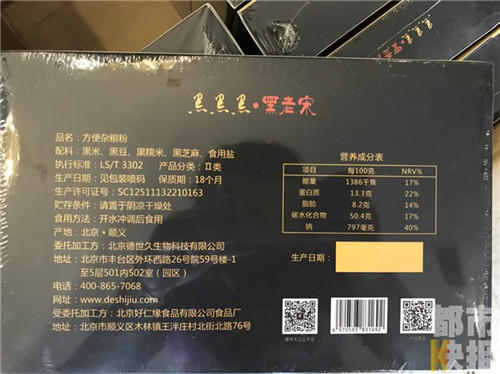 黑黑黑·黑老宋
品名：方便杂粮粉
配料：黑米、黑豆、黑糯米、黑芝麻、食用盐
执行标准：LS/T 3302 产品分类：Ⅱ类
生产日期：见包装喷码 保质期：18个月
生产许可证号：SC12511132210163
贮存条件：请置于阴凉干燥处
食用方式：开水冲调后食用
产地：北京·顺义
委托加工方：北京德世久生物科技有限公司
地址：北京市丰台区外环西路26号院59号楼-1
至5层501内502室（园区）
电话：400-865-7068
网址：www.deshijiu.com
受委托加工方：北京好仁缘食品有限公司食品厂
地址：北京市顺义区木林镇王泮庄村北街北路76号
营养成分表
项目 每100克 NRV%
能量 1386千焦 17%
蛋白质 13.3克 22%
脂肪 8.2克 14%
碳水化合物 50.4克 17%
钠 797毫克 40%
生产日期：
6970593831692
都市
快报